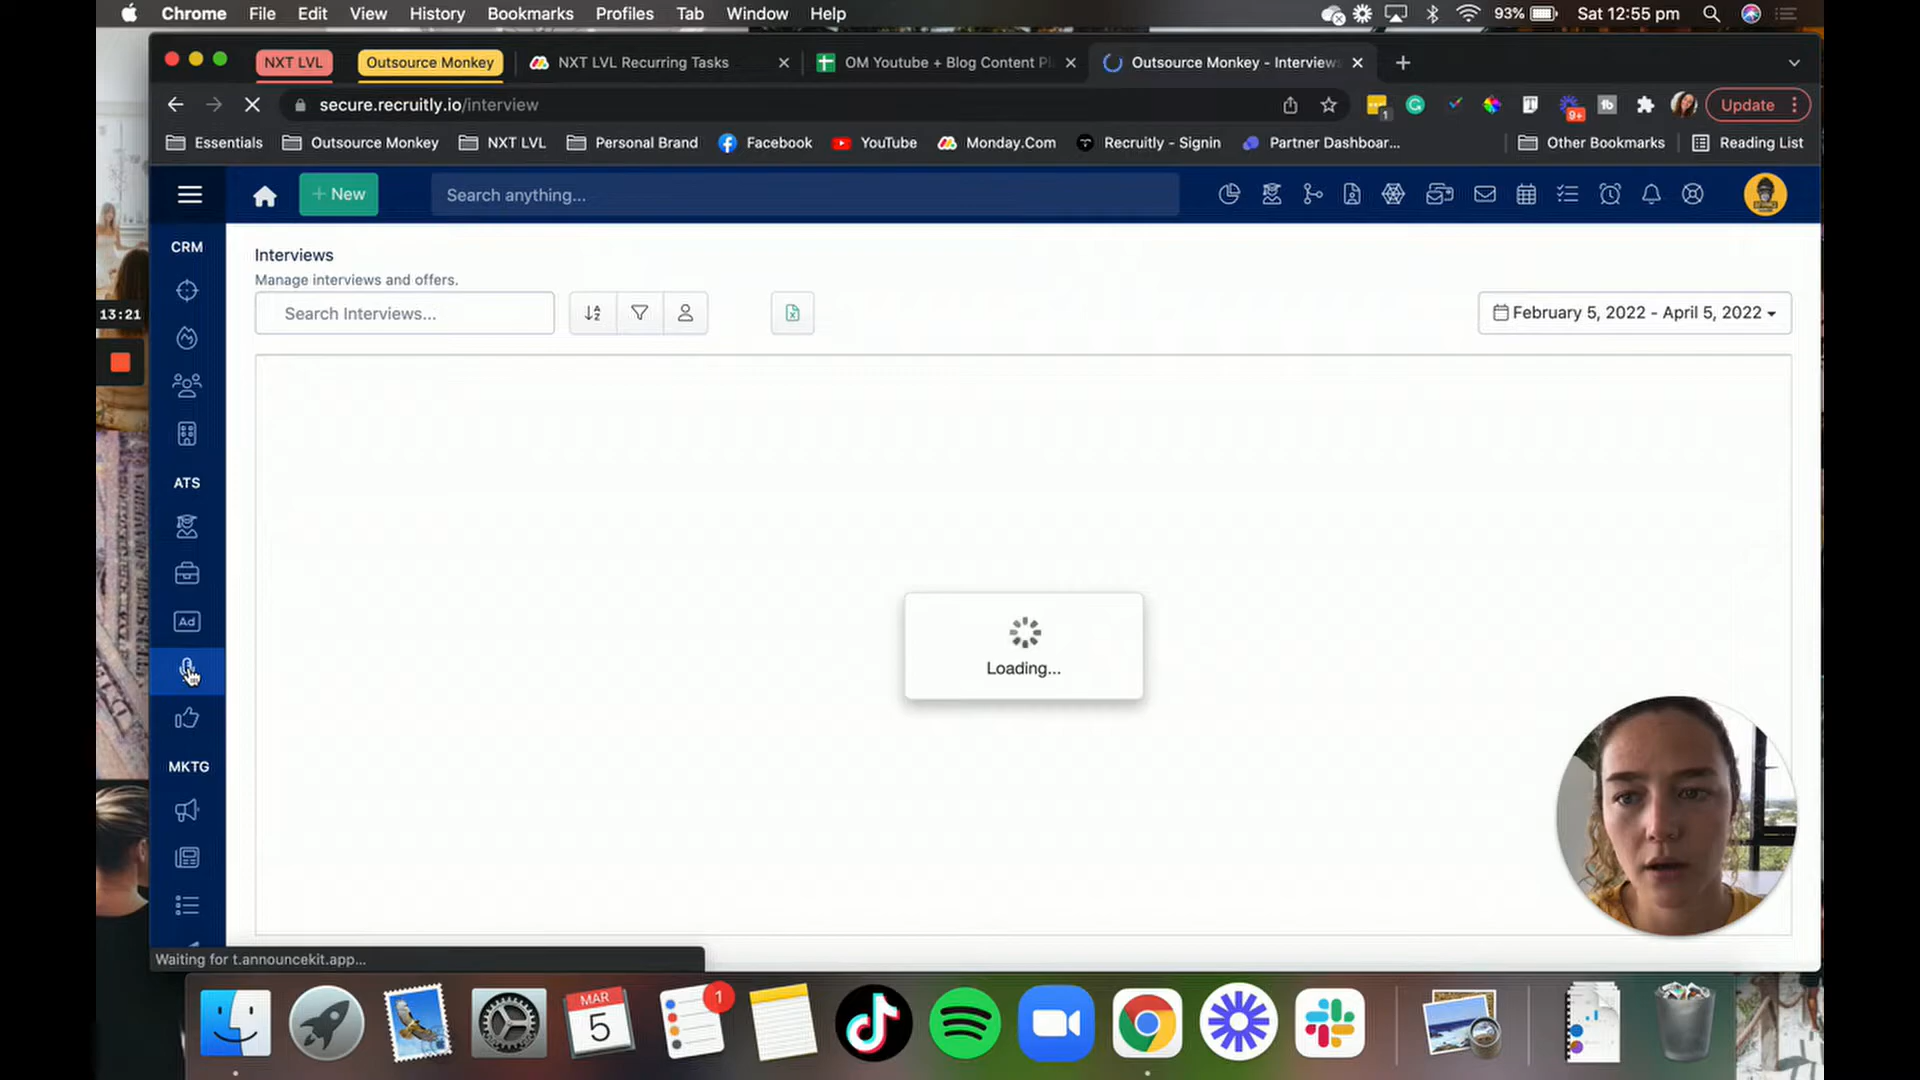 Chrome File Edit View History Bookmarks Profiles Tab Window Help 93% Sat 12:55 pm
NXT LVL Outsource Monkey NXT LVL Recurring Tasks OM Youtube + Blog Content Outsource Monkey - Interview
secure.recruitly.io/interview 1 9+ Update
Essentials Outsource Monkey NXT LVL Personal Brand Facebook YouTube Monday.Com Recruitly - Signin Partner Dashboar... Other Bookmarks Reading List
+ New Search anything...
CRM
Interviews
Manage interviews and offers.
13:21
Search Interviews... February 5, 2022 - April 5, 2022
ATS
Ad
Loading...
MKTG
Waiting for t.announcekit.app...
MAR
5
1